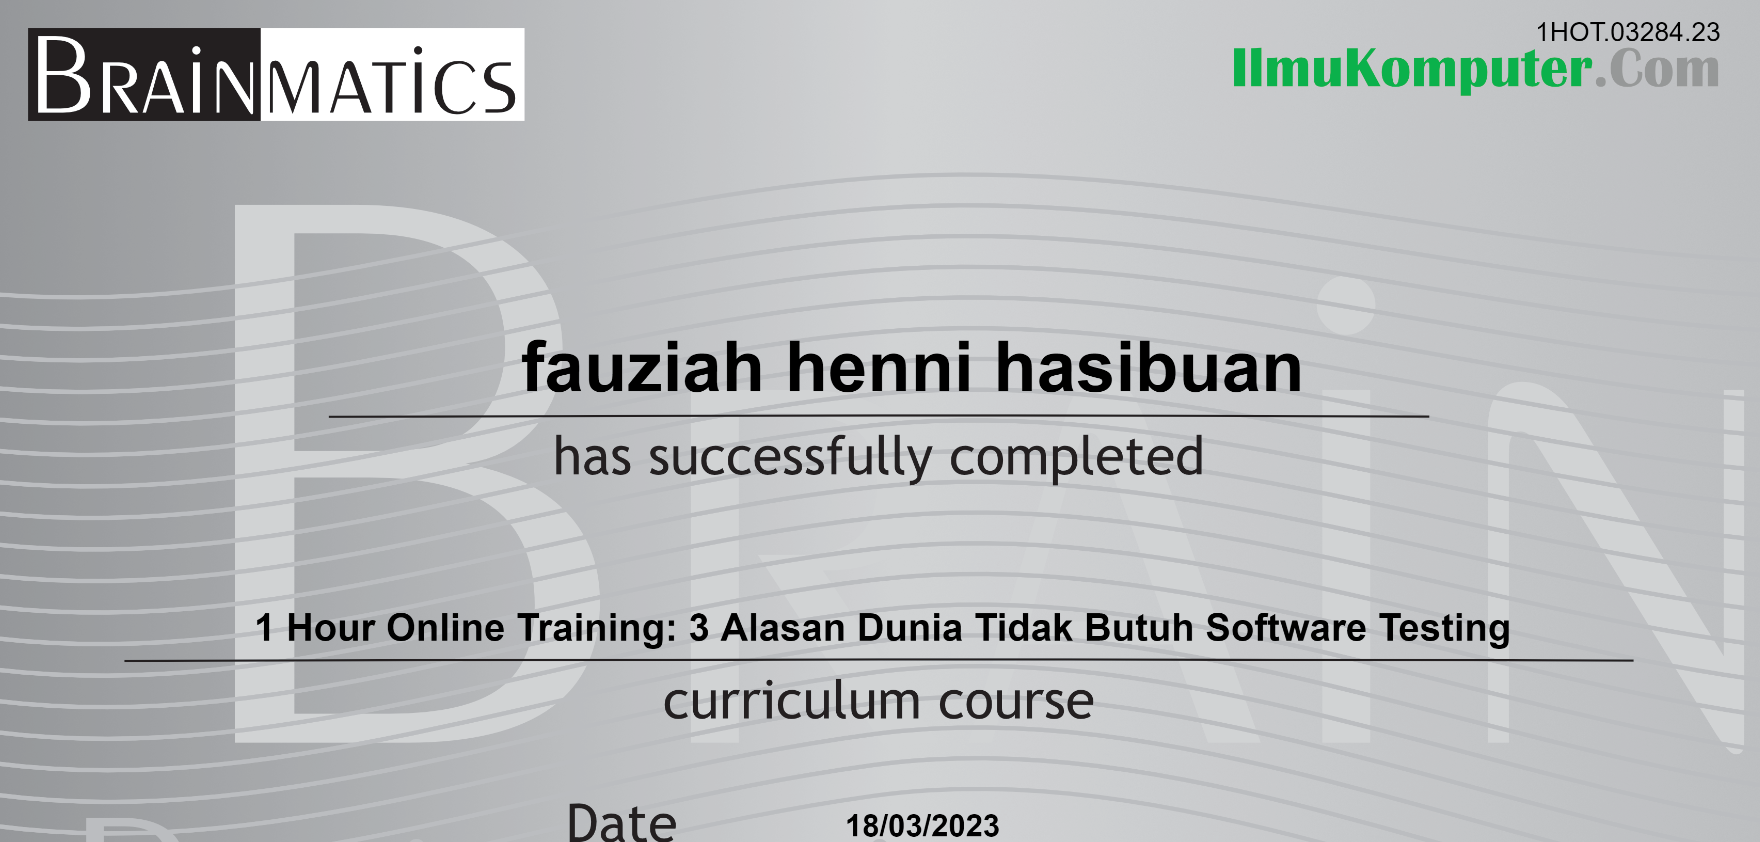 BRAINMATICS
1HOT.03284.23
IlmuKomputer.Com
fauziah henni hasibuan
has successfully completed
1 Hour Online Training: 3 Alasan Dunia Tidak Butuh Software Testing
curriculum course
Date 18/03/2023
BRAIN